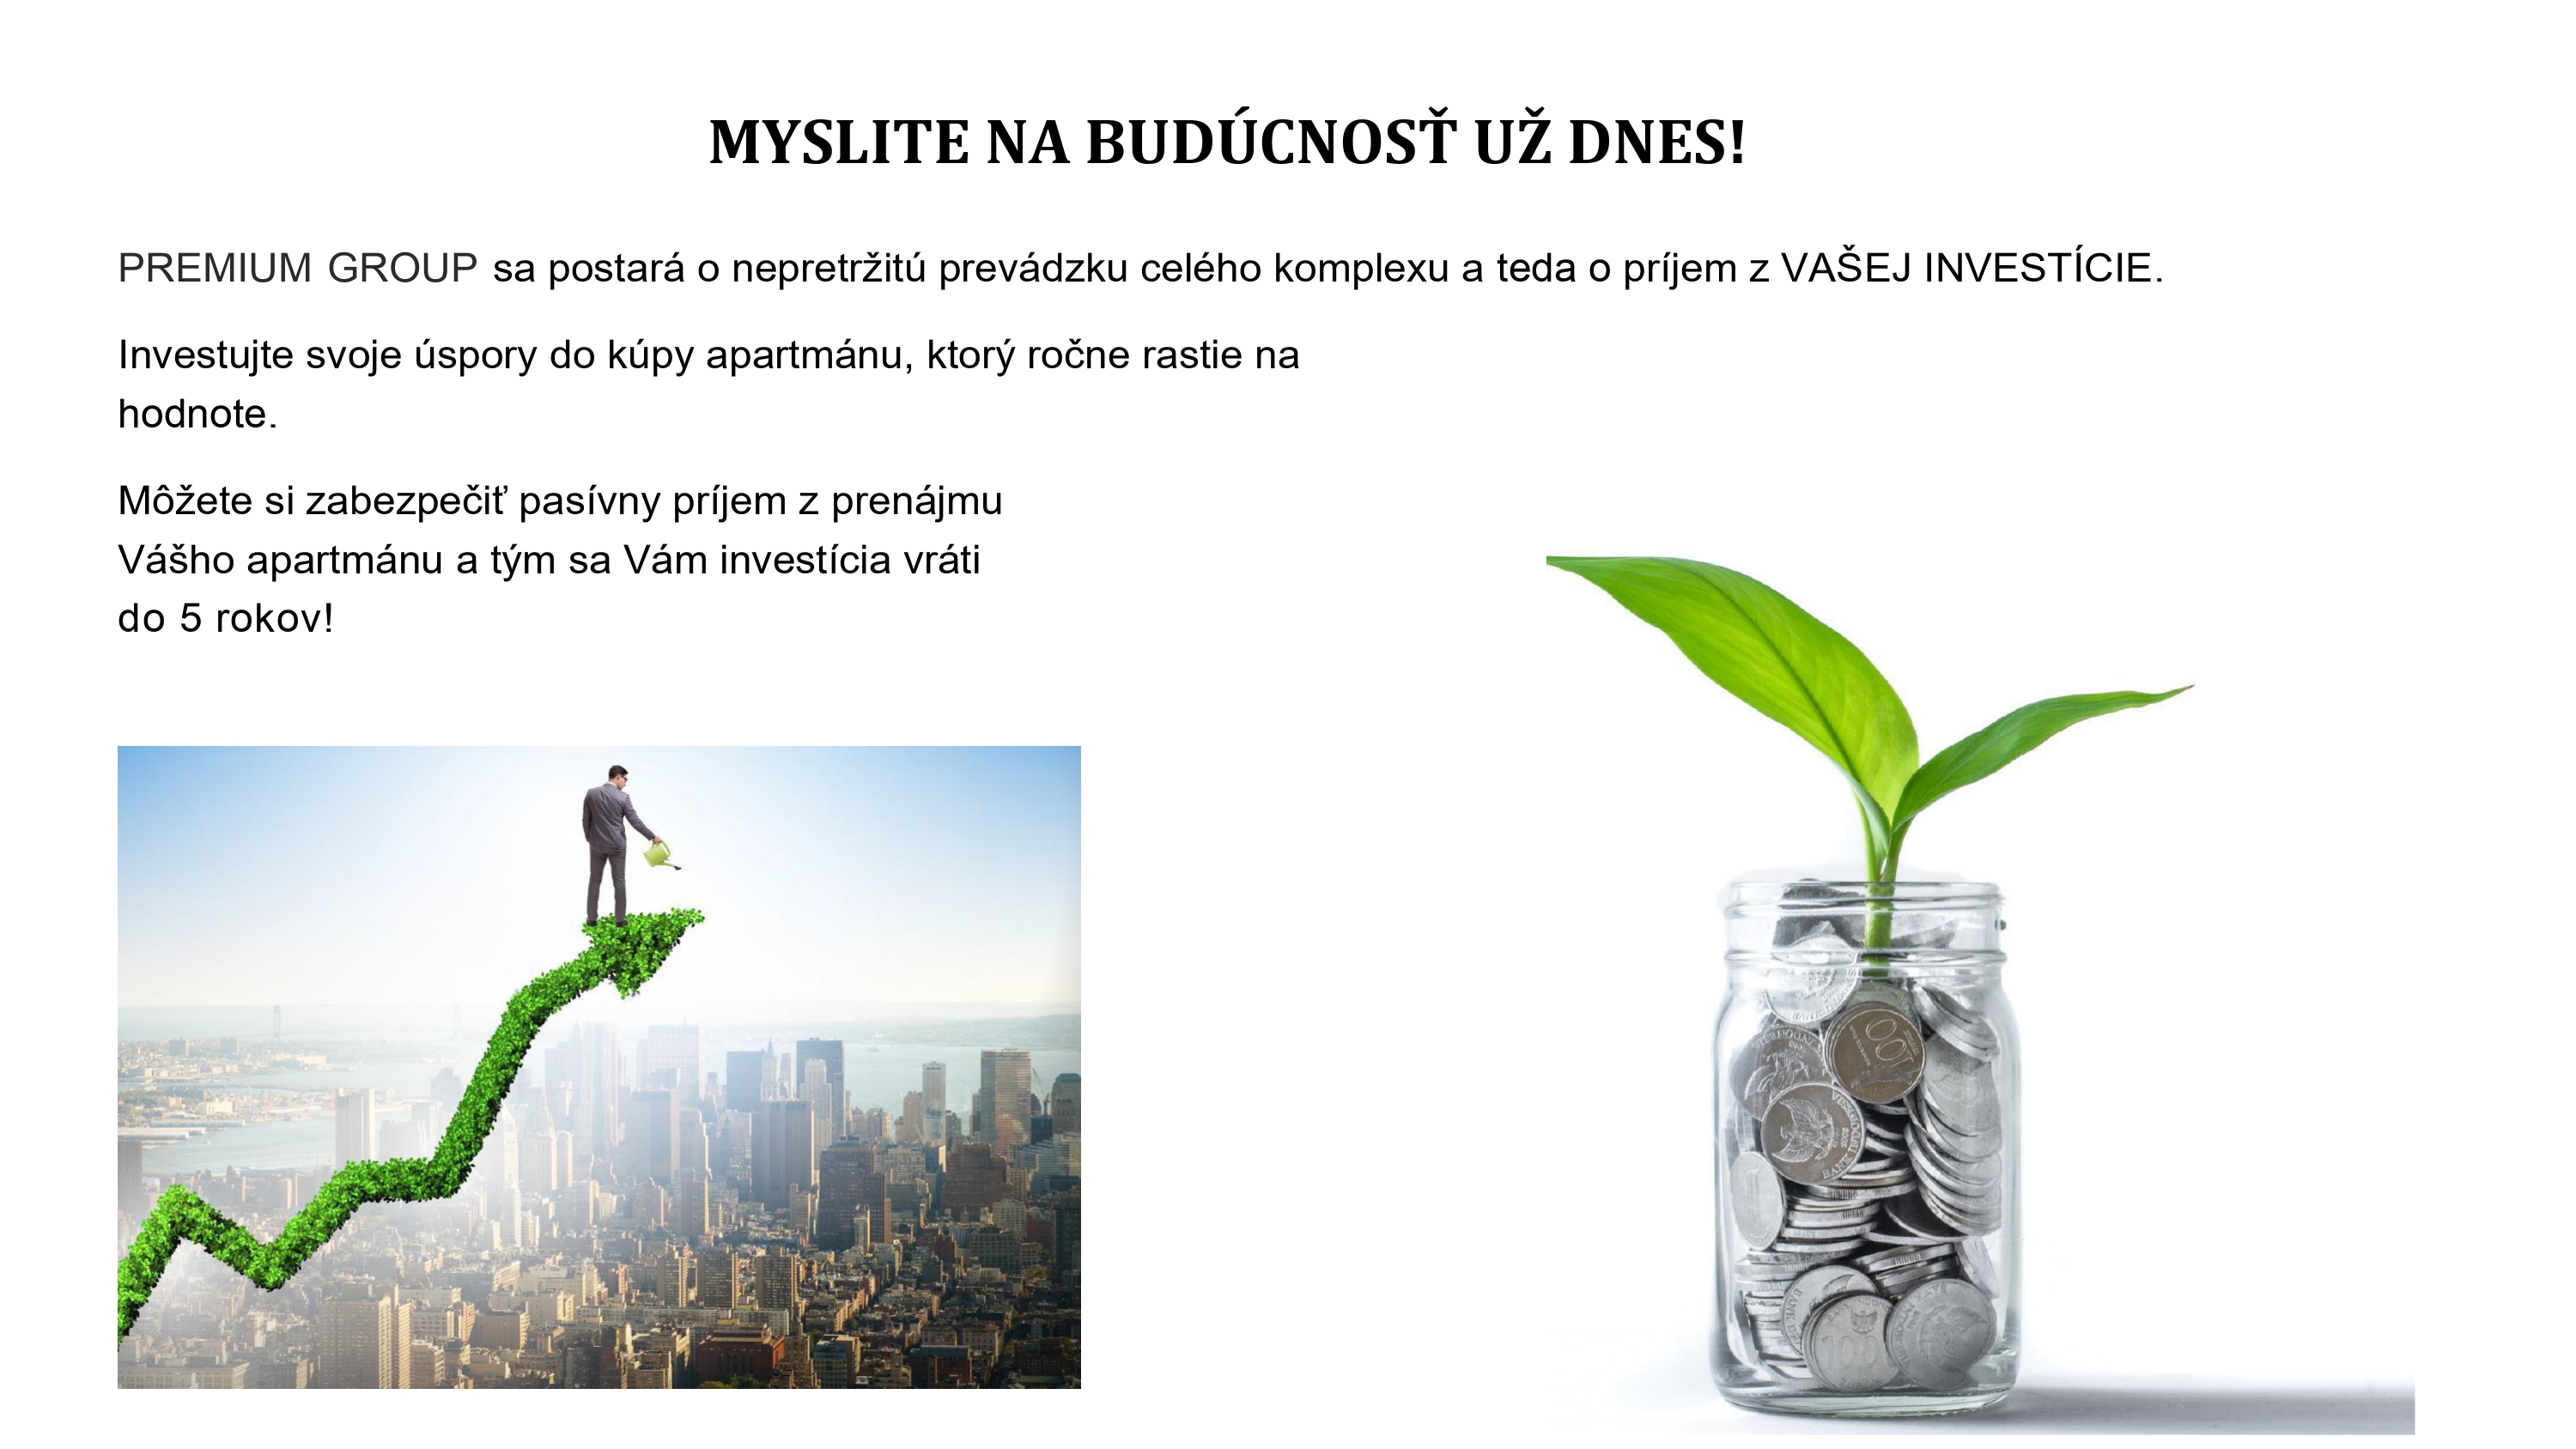 MYSLITE NA BUDÚCNOSŤ UŽ DNES!
PREMIUM GROUP sa postará o nepretržitú prevádzku celého komplexu a teda o príjem z VAŠEJ INVESTÍCIE.
Investujte svoje úspory do kúpy apartmánu, ktorý ročne rastie na
hodnote.
Môžete si zabezpečiť pasívny príjem z prenájmu
Vášho apartmánu a tým sa Vám investícia vráti
do 5 rokov!
100
100